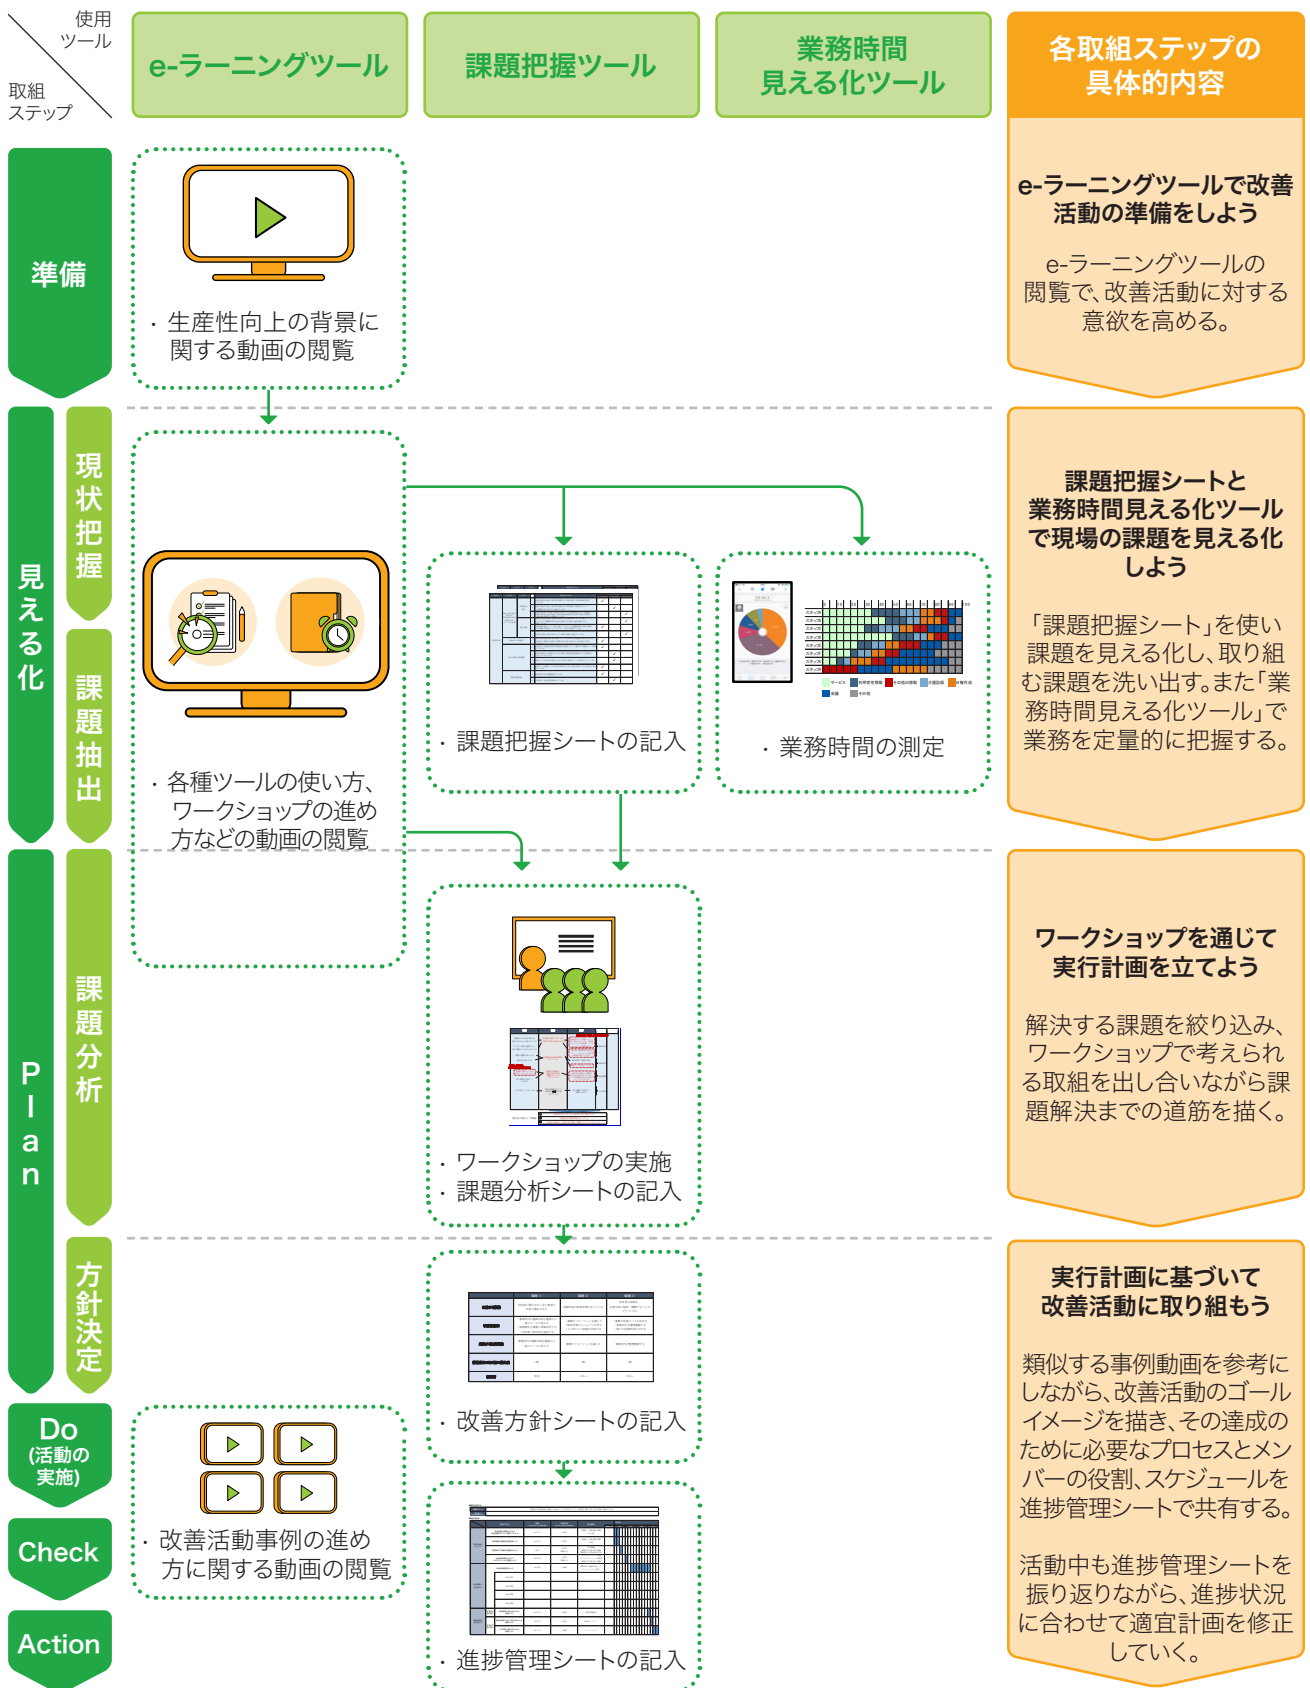 使用
ツール
取組
ステップ
e-ラーニングツール
課題把握ツール
業務時間
見える化ツール
各取組ステップの
具体的内容
準備
・生産性向上の背景に
関する動画の閲覧
e-ラーニングツールで改善
活動の準備をしよう
e-ラーニングツールの
閲覧で、改善活動に対する
意欲を高める。
見える化
現状把握
課題抽出
・各種ツールの使い方、
ワークショップの進め
方などの動画の閲覧
・課題把握シートの記入
サービス
その他
・業務時間の測定
課題把握シートと
業務時間見える化ツール
で現場の課題を見える化
しよう
「課題把握シート」を使い
課題を見える化し、取り組
む課題を洗い出す。また「業
務時間見える化ツール」で
業務を定量的に把握する。
Plan
課題分析
・ワークショップの実施
・課題分析シートの記入
ワークショップを通じて
実行計画を立てよう
解決する課題を絞り込み、
ワークショップで考えられ
る取組を出し合いながら課
題解決までの道筋を描く。
方針決定
・改善方針シートの記入
Do
(活動の
実施)
Check
Action
・改善活動事例の進め
方に関する動画の閲覧
・進捗管理シートの記入
実行計画に基づいて
改善活動に取り組もう
類似する事例動画を参考に
しながら、改善活動のゴール
イメージを描き、その達成の
ために必要なプロセスとメン
バーの役割、スケジュールを
進捗管理シートで共有する。
活動中も進捗管理シートを
振り返りながら、進捗状況
に合わせて適宜計画を修正
していく。